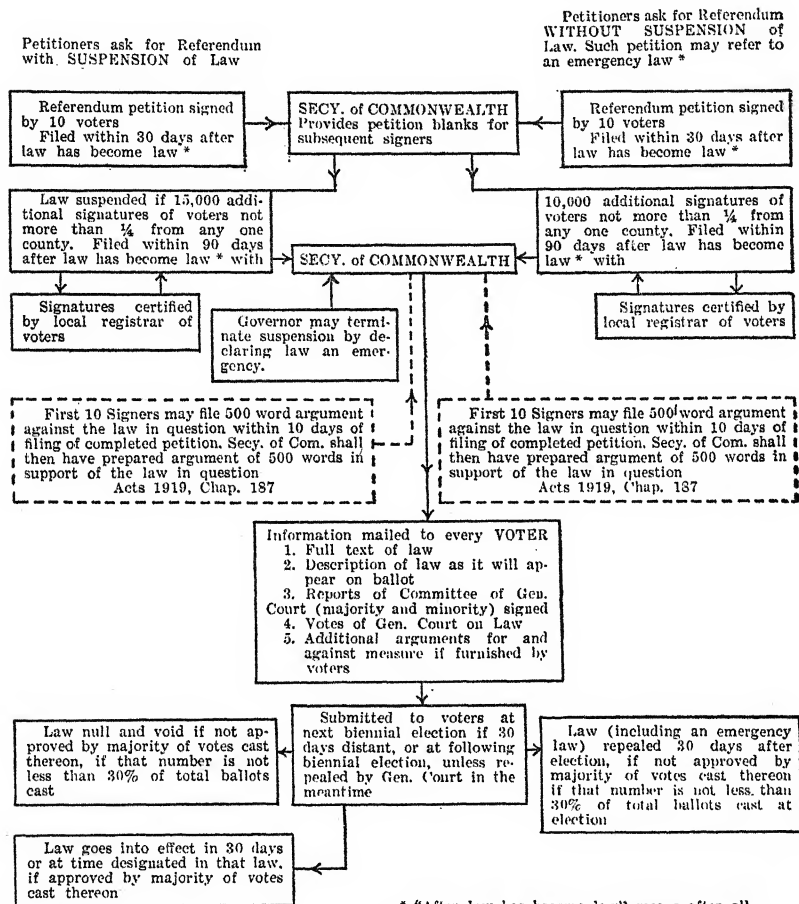 Petitioners ask for Referendum
with SUSPENSION of Law
Petitioners ask for Referendum
WITHOUT SUSPENSION of
Law. Such petition may refer to
an emergency law *
Referendum petition signed
by 10 voters
Filed within 30 days after
law has become law *
SECY. of COMMONWEALTH
Provides petition blanks for
subsequent signers
Referendum petition signed
by 10 voters
Filed within 30 days after
law has become law *
Law suspended if 15,000 addi-
tional signatures of voters not
more than ¼ from any one
county. Filed within 90 days
after law has become law * with
SECY. of COMMONWEALTH
10,000 additional signatures of
voters not more than ¼ from
any one county. Filed within
90 days after law has become
law * with
Signatures certified
by local registrar of
voters
Governor may termi-
nate suspension by de-
claring law an emer-
gency.
Signatures certified by
local registrar of voters
First 10 Signers may file 500 word argument
against the law in question within 10 days of
filing of completed petition. Secy. of Com. shall
then have prepared argument of 500 words in
support of the law in question
Acts 1919, Chap. 187
First 10 Signers may file 500 word argument
against the law in question within 10 days of
filing of completed petition. Secy. of Com. shall
then have prepared argument of 500 words in
support of the law in question
Acts 1919, Chap. 187
Information mailed to every VOTER
1. Full text of law
2. Description of law as it will ap-
pear on ballot
3. Reports of Committee of Gen.
Court (majority and minority) signed
4. Votes of Gen. Court on Law
5. Additional arguments for and
against measure if furnished by
voters
Law null and void if not ap-
proved by majority of votes cast
thereon, if that number is not
less than 30% of total ballots
cast
Submitted to voters at
next biennial election if 30
days distant, or at following
biennial election, unless re-
pealed by Gen. Court in the
meantime
Law (including an emergency
law) repealed 30 days after
election, if not approved by
majority of votes cast thereon
if that number is not less than
30% of total ballots cast at
election
Law goes into effect in 30 days
or at time designated in that law,
if approved by majority of votes
cast thereon